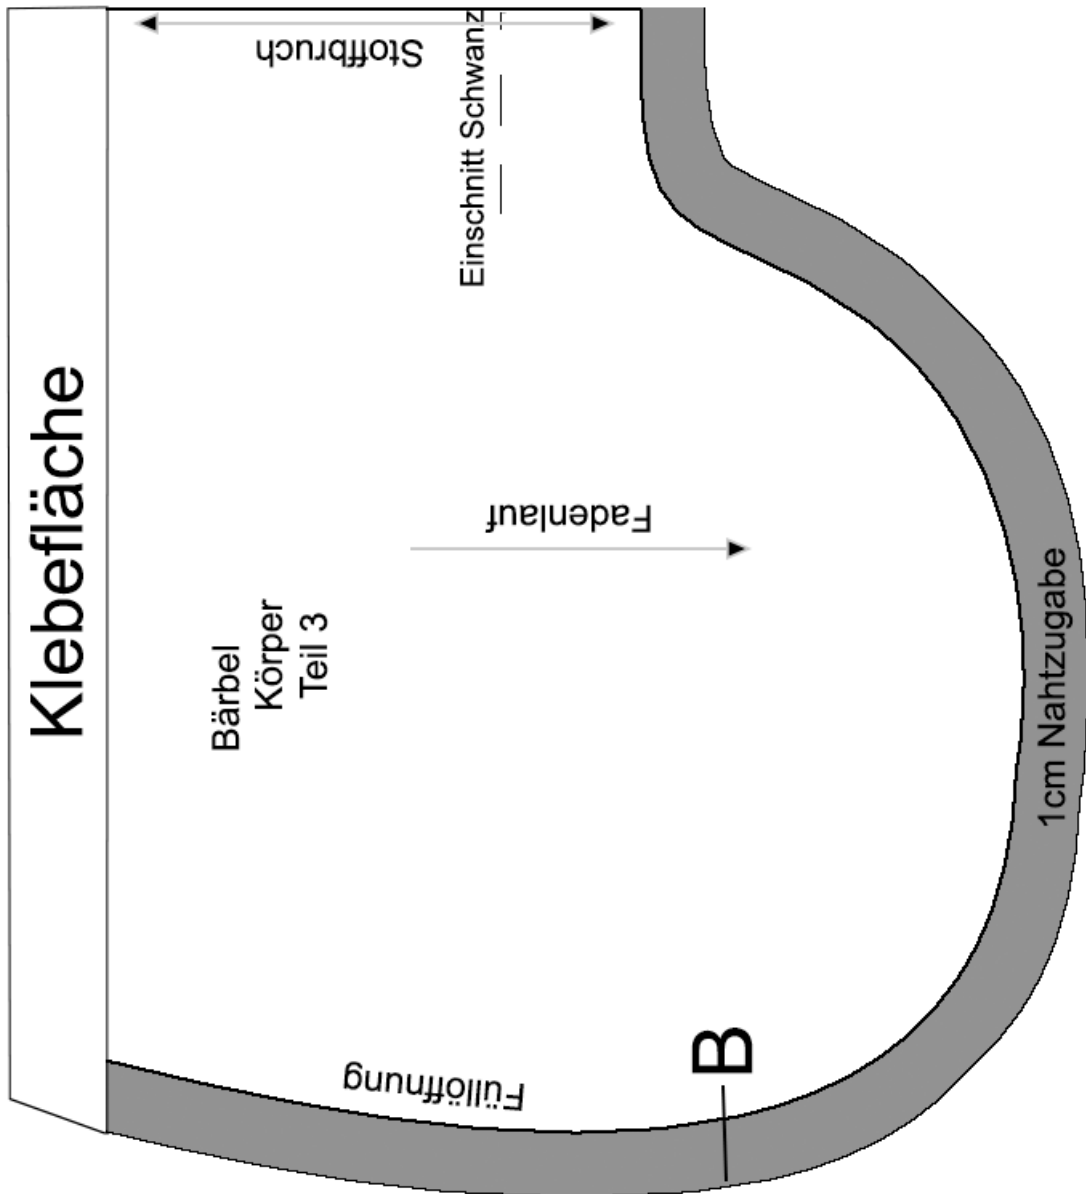 Stoffbruch
Einschnitt Schwanz
Klebefläche
Fadenlauf
Bärbel
Körper
Teil 3
1cm Nahtzugabe
B
Füllöffnung